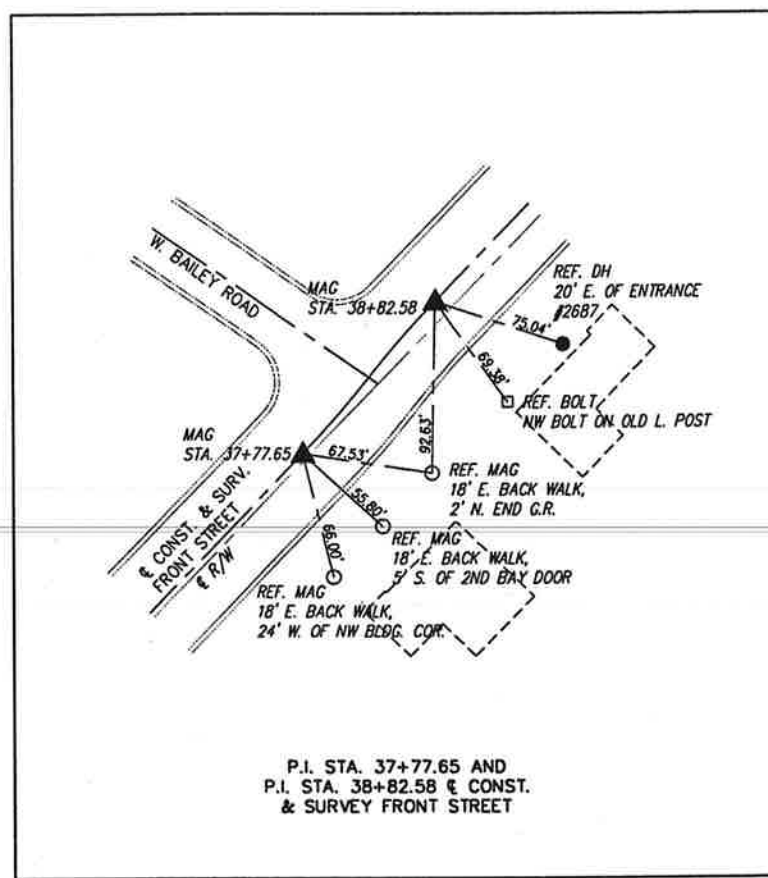 W. BAILEY ROAD
MAG
STA. 38+82.58
REF. DH
20' E. OF ENTRANCE
#2687
75.04'
69.38'
REF. BOLT
NW BOLT ON OLD L. POST
92.63'
MAG
STA. 37+77.65
67.53'
REF. MAG
18' E. BACK WALK,
2' N. END G.R.
55.80'
66.00'
REF. MAG
18' E. BACK WALK,
5' S. OF 2ND BAY DOOR
℄ CONST. & SURV.
FRONT STREET
℄ R/W
REF. MAG
18' E. BACK WALK,
24' W. OF NW BLDG. COR.
P.I. STA. 37+77.65 AND
P.I. STA. 38+82.58 ℄ CONST.
& SURVEY FRONT STREET